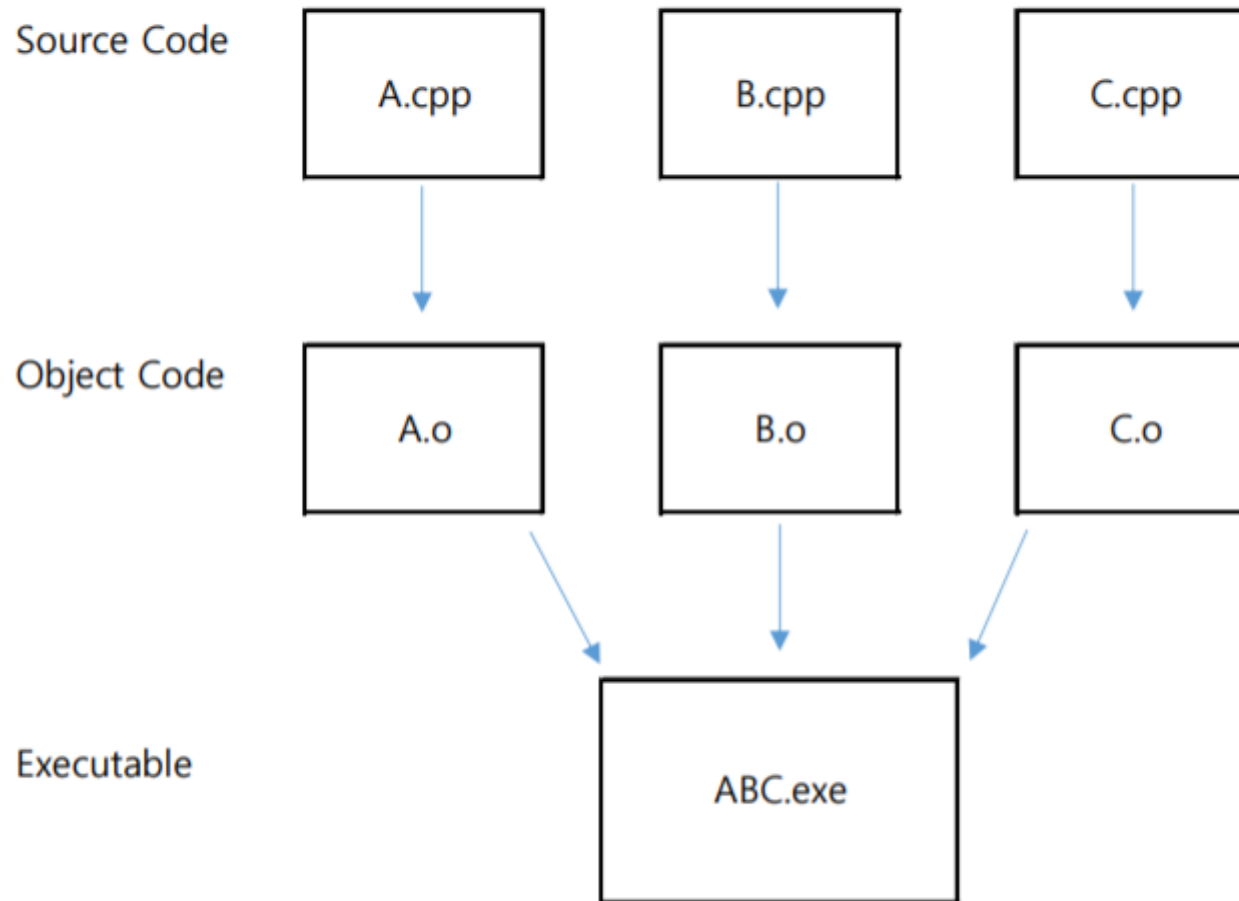 Source Code
A.cpp
B.cpp
C.cpp
Object Code
A.o
B.o
C.o
Executable
ABC.exe